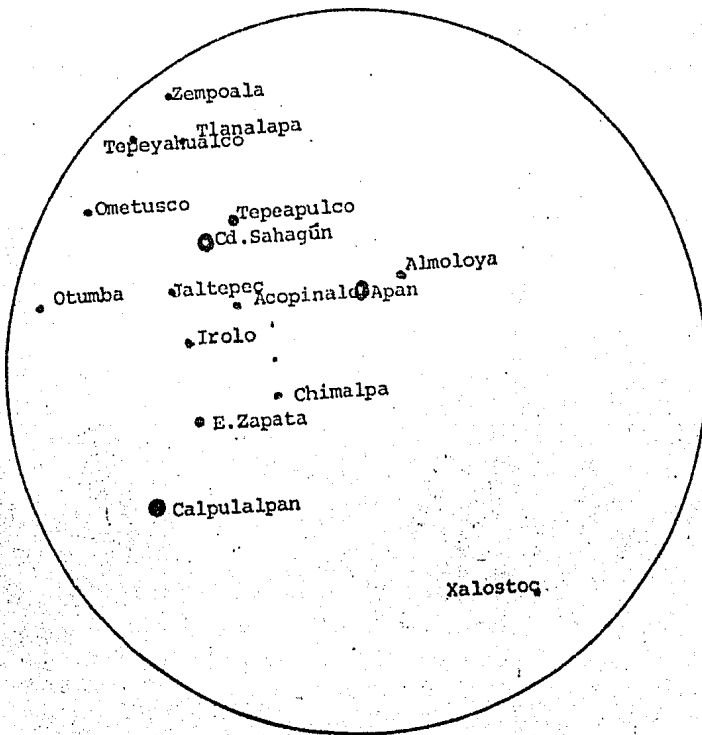 Zempoala
Tlanalapa
Tepeyahualco
Ometusco
Tepeapulco
Cd.Sahagún
Almoloya
Otumba
Jaltepec
Acopinalco
Apan
Irolo
Chimalpa
E.Zapata
Calpulalpan
Xalostoc